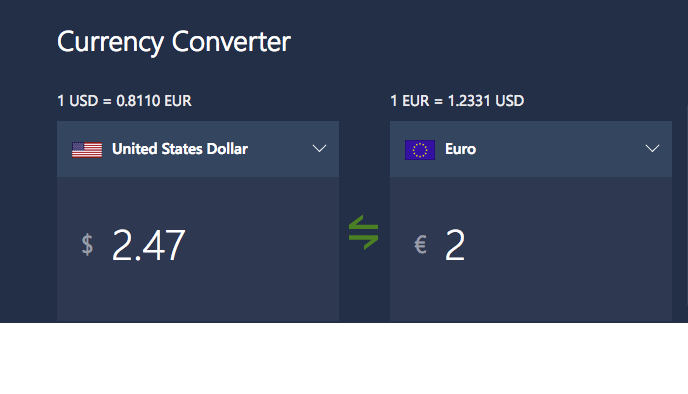 Currency Converter
1 USD = 0.8110 EUR
1 EUR = 1.2331 USD
United States Dollar
Euro
$ 2.47
€ 2